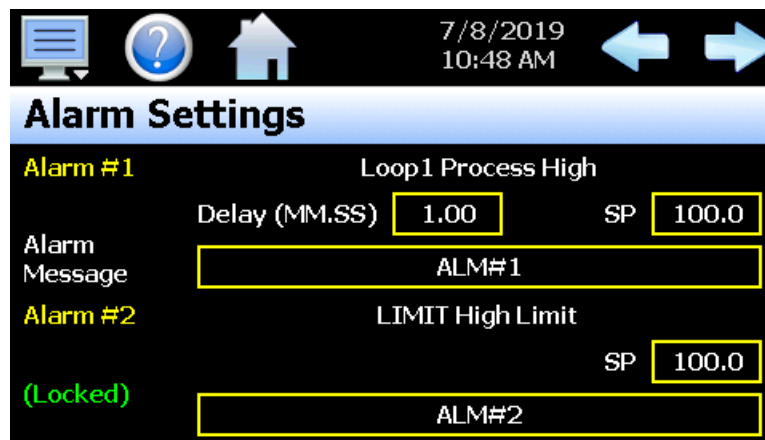 7/8/2019
10:48 AM
?
Alarm Settings
Alarm #1 Loop1 Process High
Delay (MM.SS) 1.00 SP 100.0
Alarm
Message
ALM#1
Alarm #2 LIMIT High Limit
SP 100.0
(Locked)
ALM#2